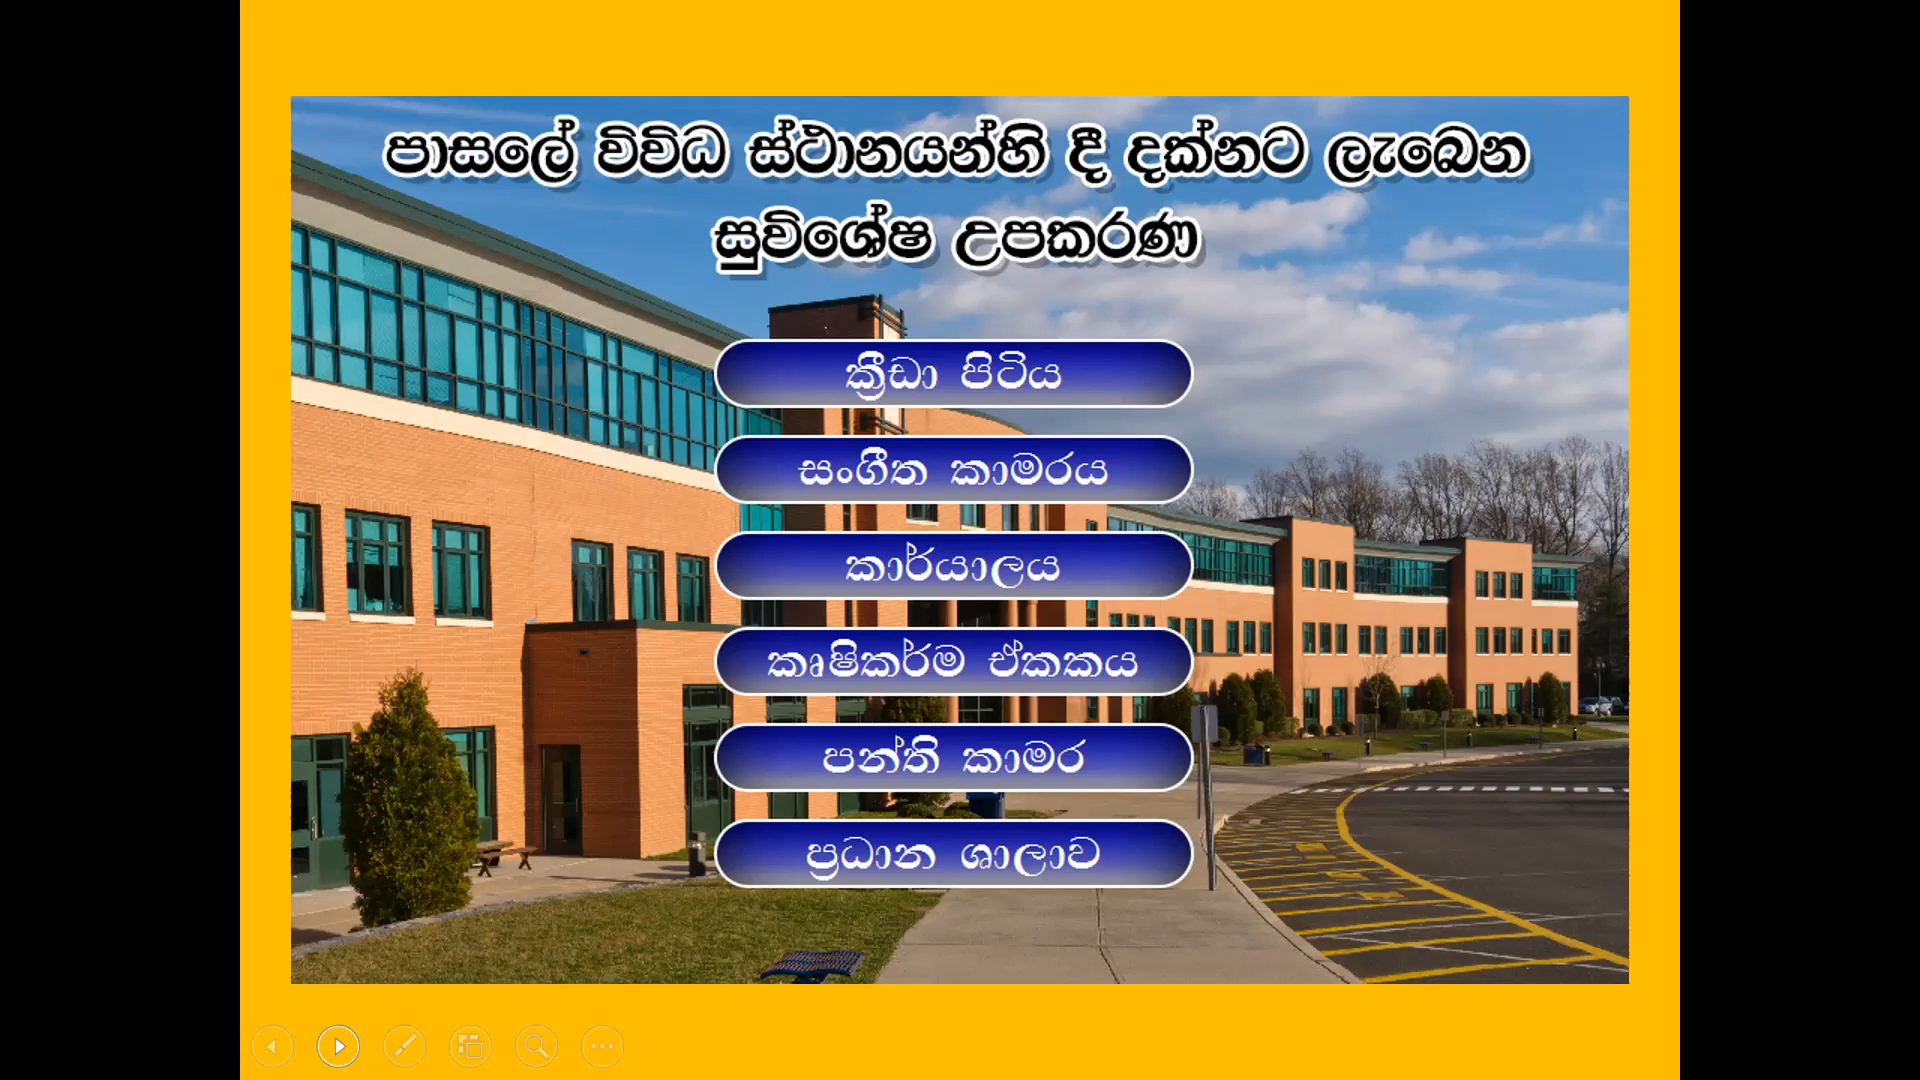 පාසලේ විවිධ ස්ථානයන්හි දී දක්නට ලැබෙන
සුවිශේෂ උපකරණ
ක්‍රීඩා පිටිය
සංගීත කාමරය
කාර්යාලය
කෘෂිකර්ම ඒකකය
පන්ති කාමර
ප්‍රධාන ශාලාව